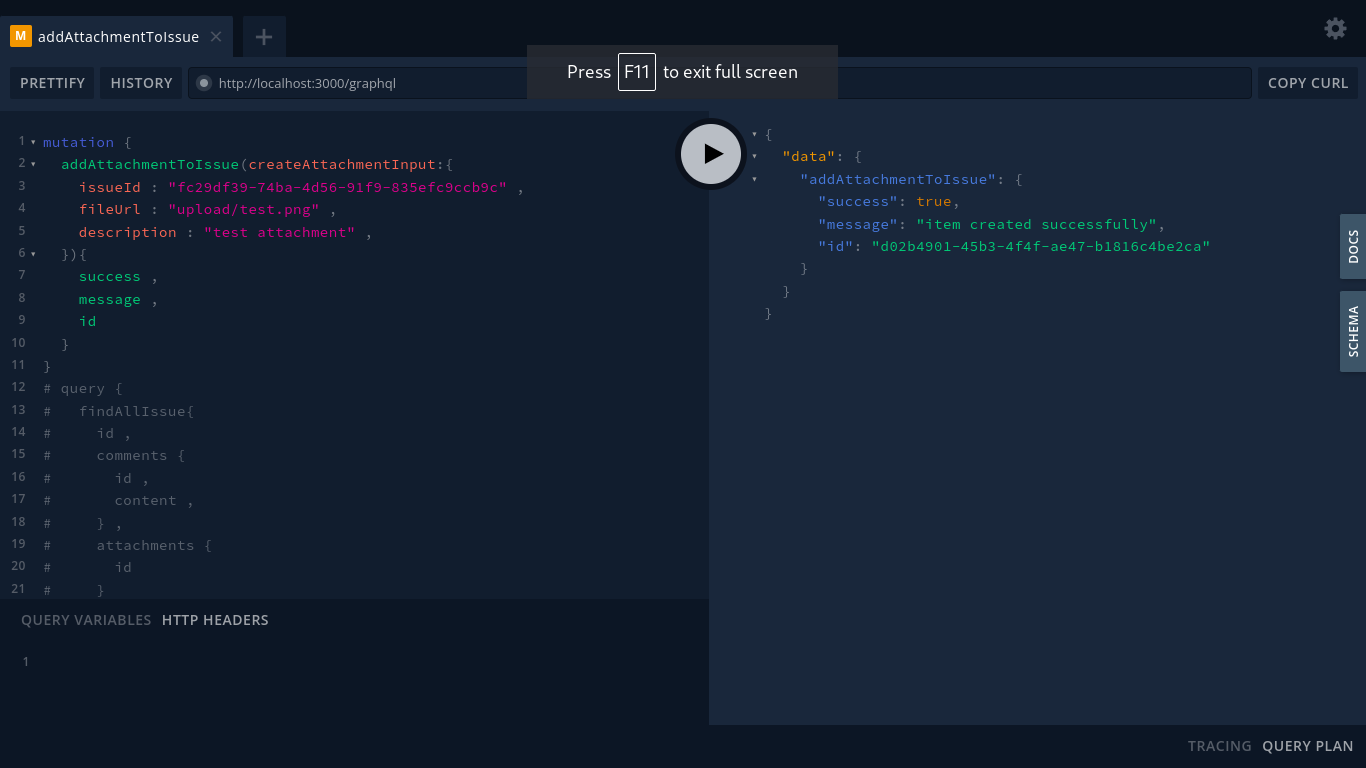 M addAttachmentToIssue
PRETTIFY HISTORY http://localhost:3000/graphql COPY CURL
Press F11 to exit full screen
1 mutation {
2 addAttachmentToIssue(createAttachmentInput:{
3 issueId : "fc29df39-74ba-4d56-91f9-835efc9ccb9c" ,
4 fileUrl : "upload/test.png" ,
5 description : "test attachment" ,
6 }){
7 success ,
8 message ,
9 id
10 }
11 }
12 # query {
13 # findAllIssue{
14 # id ,
15 # comments {
16 # id ,
17 # content ,
18 # } ,
19 # attachments {
20 # id
21 # }
{
"data": {
"addAttachmentToIssue": {
"success": true,
"message": "item created successfully",
"id": "d02b4901-45b3-4f4f-ae47-b1816c4be2ca"
}
}
}
DOCS
SCHEMA
QUERY VARIABLES HTTP HEADERS
1
TRACING QUERY PLAN